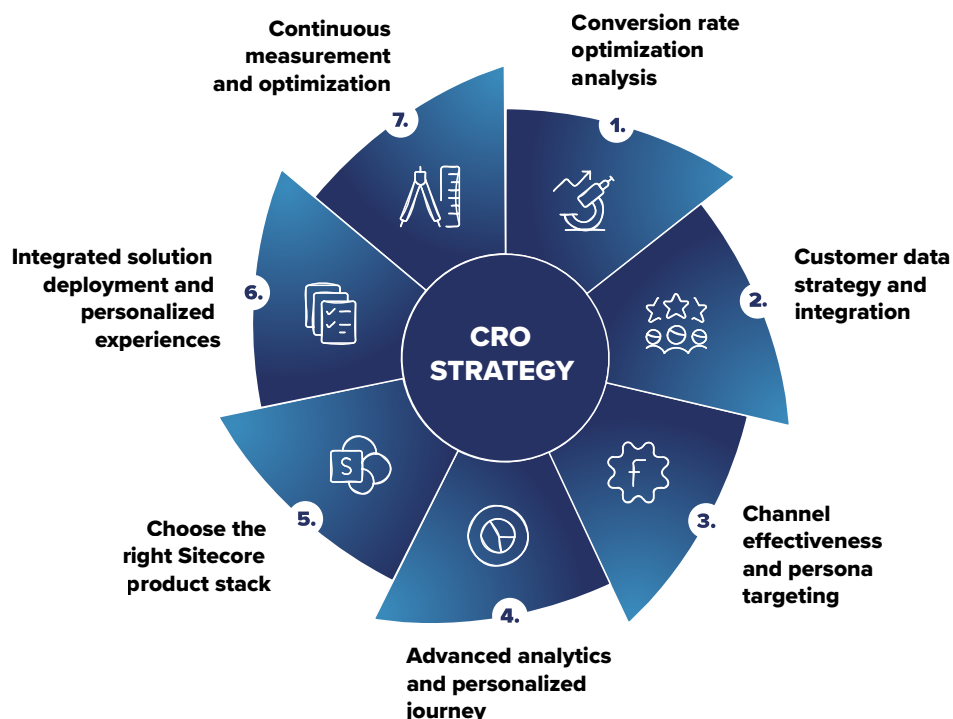 CRO
STRATEGY
1.
Conversion rate
optimization
analysis
2.
Customer data
strategy and
integration
3.
Channel
effectiveness
and persona
targeting
F
4.
Advanced analytics
and personalized
journey
5.
Choose the
right Sitecore
product stack
S
6.
Integrated solution
deployment and
personalized
experiences
7.
Continuous
measurement
and optimization